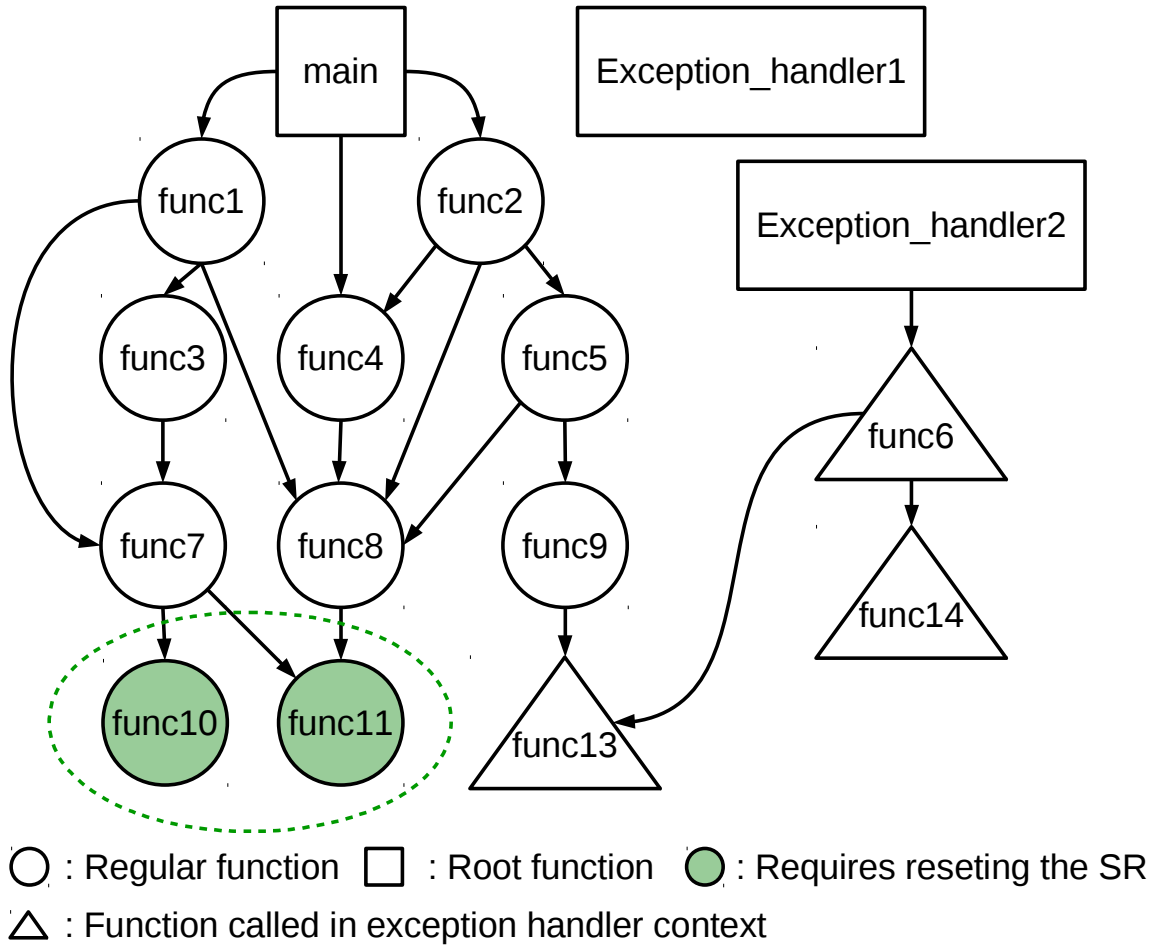 main
Exception_handler1
func1
func2
Exception_handler2
func3
func4
func5
func6
func7
func8
func9
func14
func10
func11
func13
: Regular function
: Root function
: Requires reseting the SR
: Function called in exception handler context